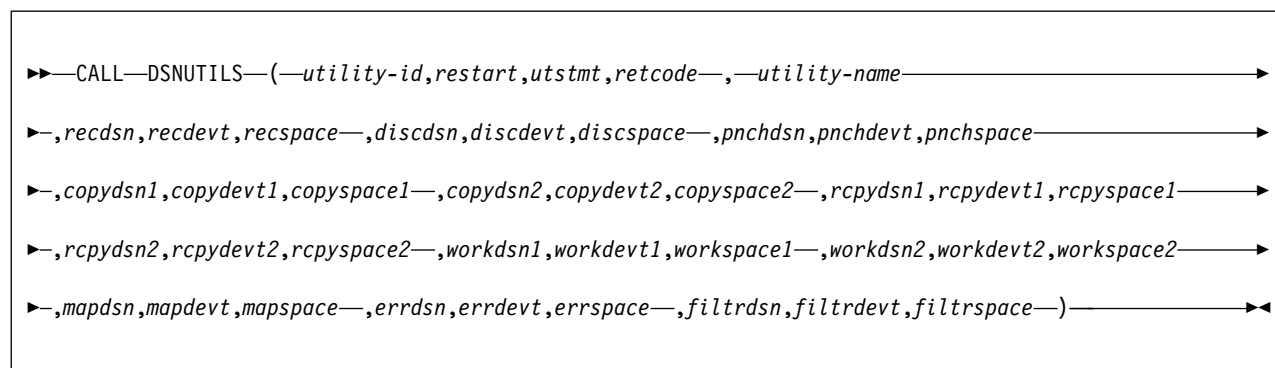 CALL DSNUTILS ( utility-id,restart,utstmt,retcode , utility-name
,recdsn,recdevt,recspace ,discdsn,discdevt,discspace ,pnchdsn,pnchdevt,pnchspace
,copydsn1,copydevt1,copyspace1 ,copydsn2,copydevt2,copyspace2 ,rcpydsn1,rcpydevt1,rcpyspace1
,rcpydsn2,rcpydevt2,rcpyspace2 ,workdsn1,workdevt1,workspace1 ,workdsn2,workdevt2,workspace2
,mapdsn,mapdevt,mapspace ,errdsn,errdevt,errspace ,filtrdsn,filtrdevt,filtrspace )